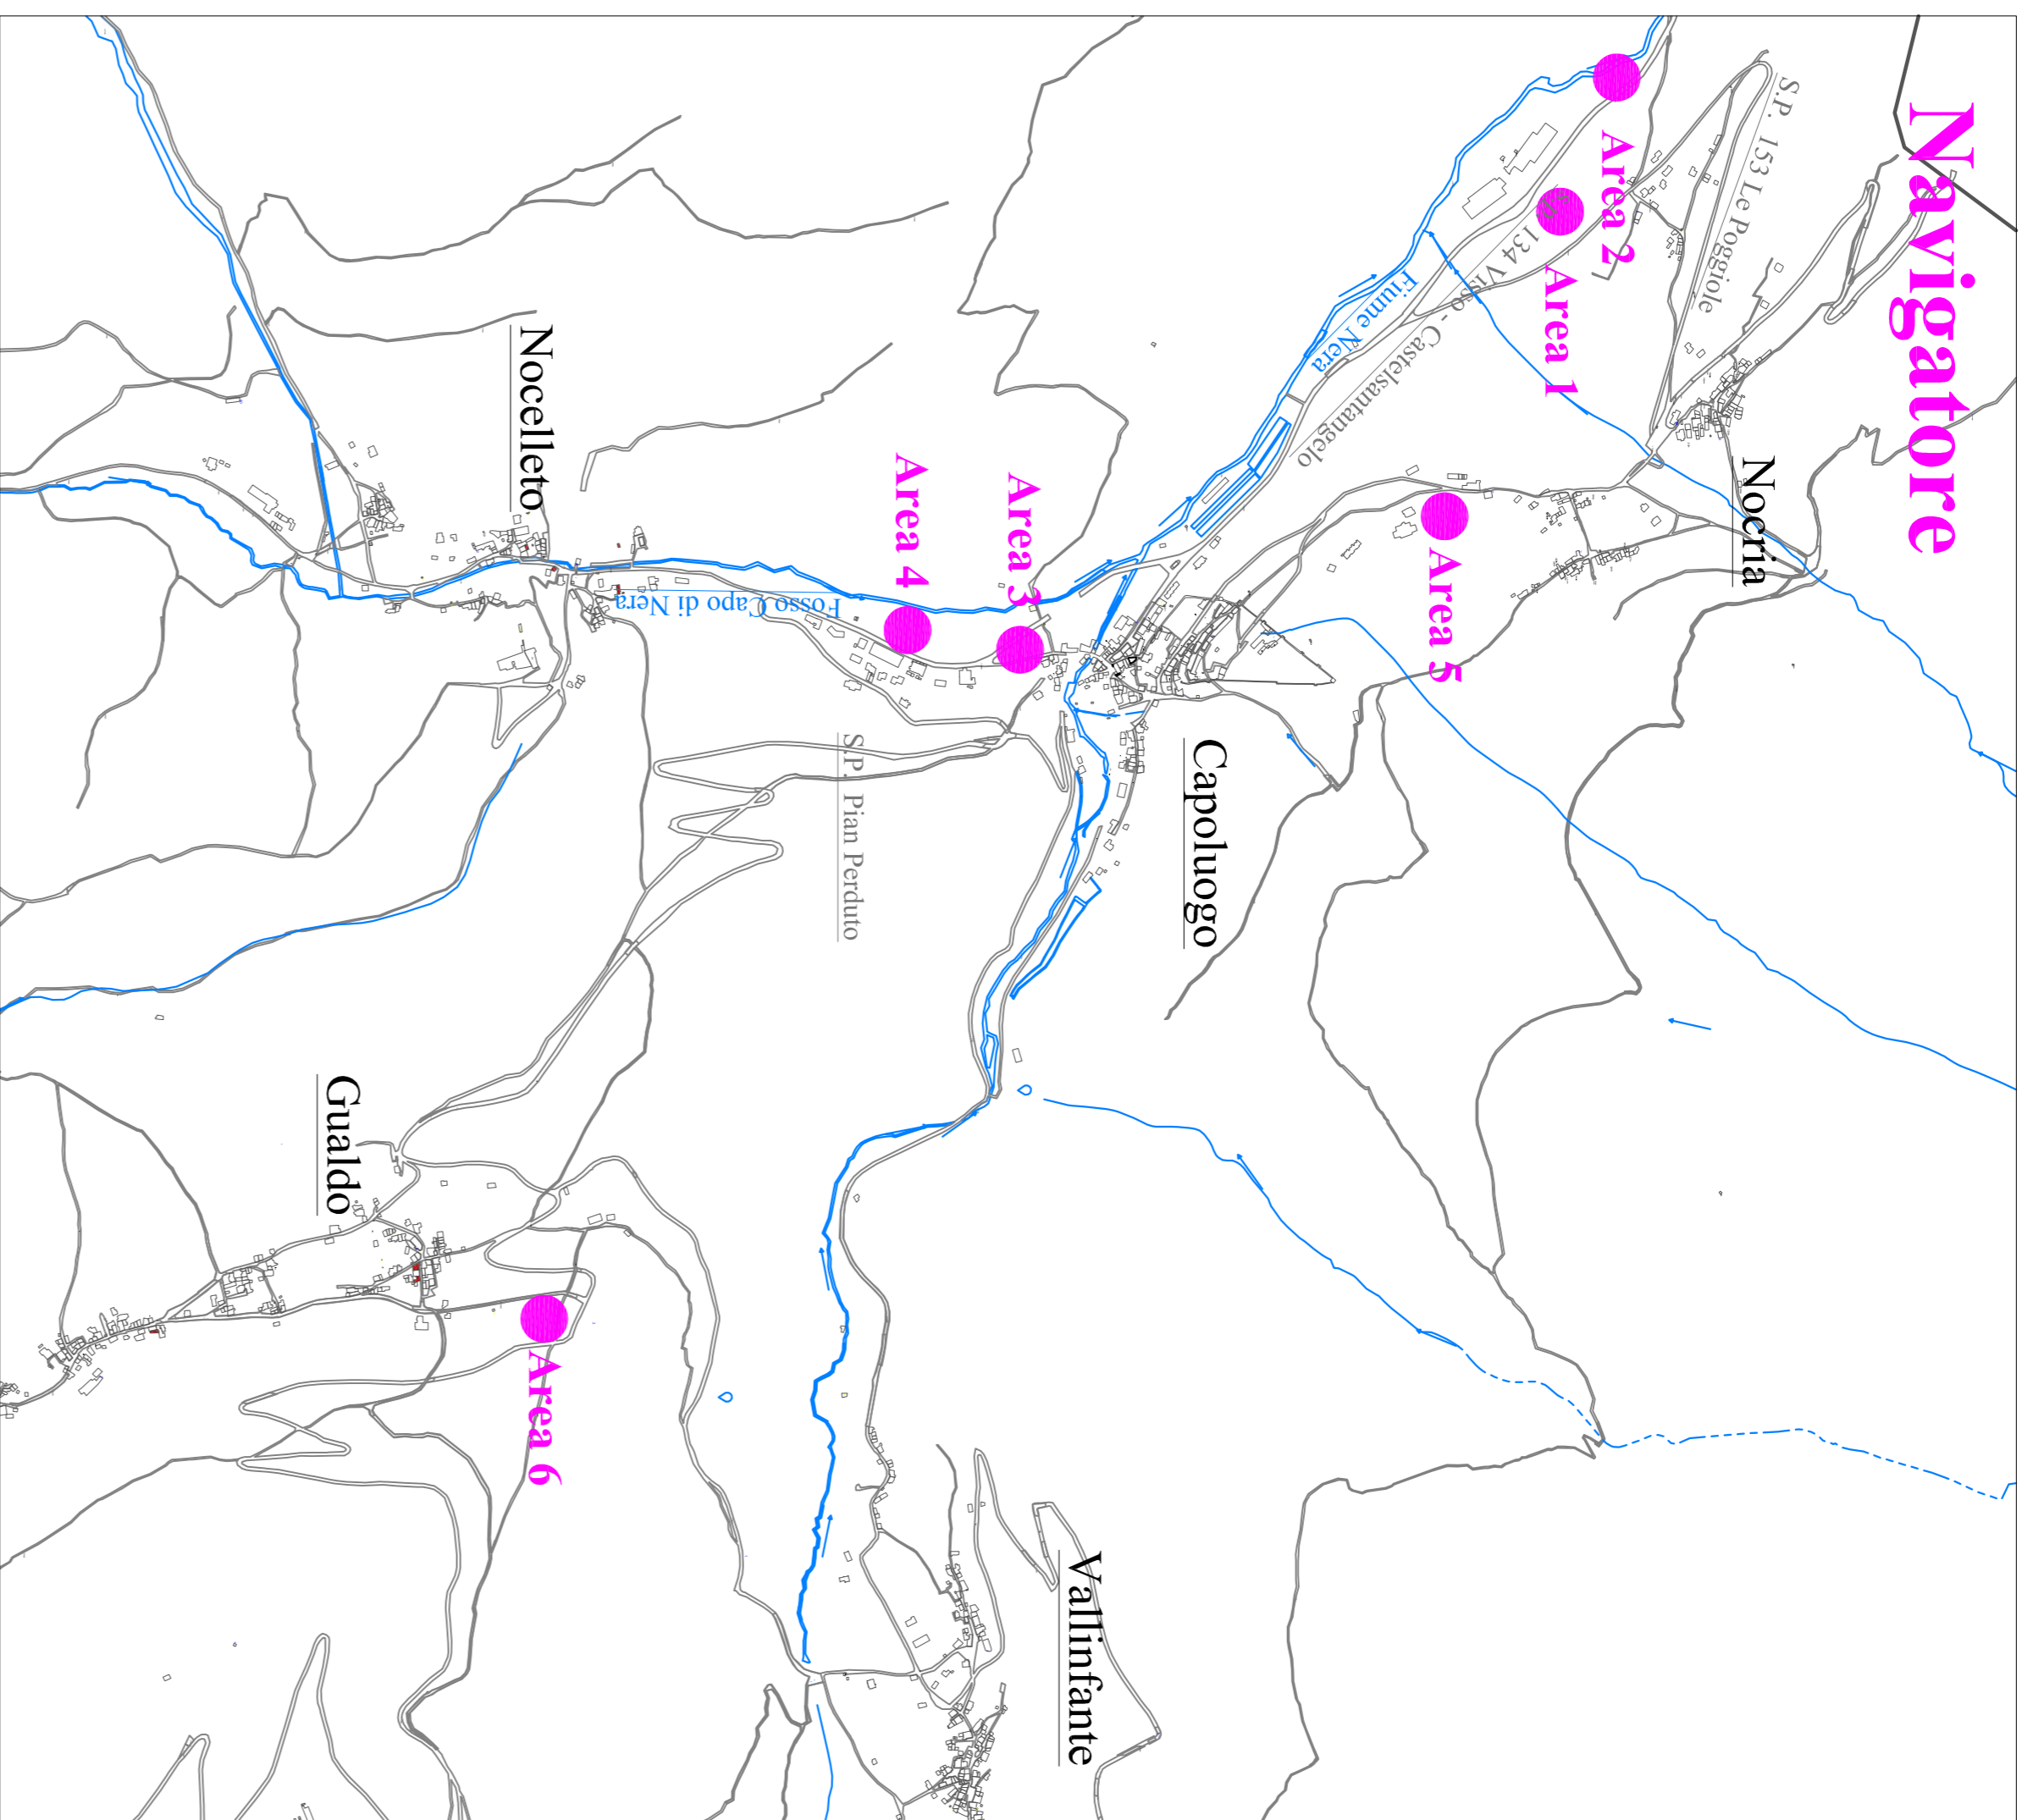 Navigatore
S.P. 153 Le Poggiole
Area 2
Area 1
S.P. 134 Visso - Castelsantangelo
Fiume Nera
Nocria
Area 5
Capoluogo
Area 3
Area 4
Fosso Capo di Nera
Nocelleto
S.P. Pian Perduto
Vallinfante
Area 6
Gualdo